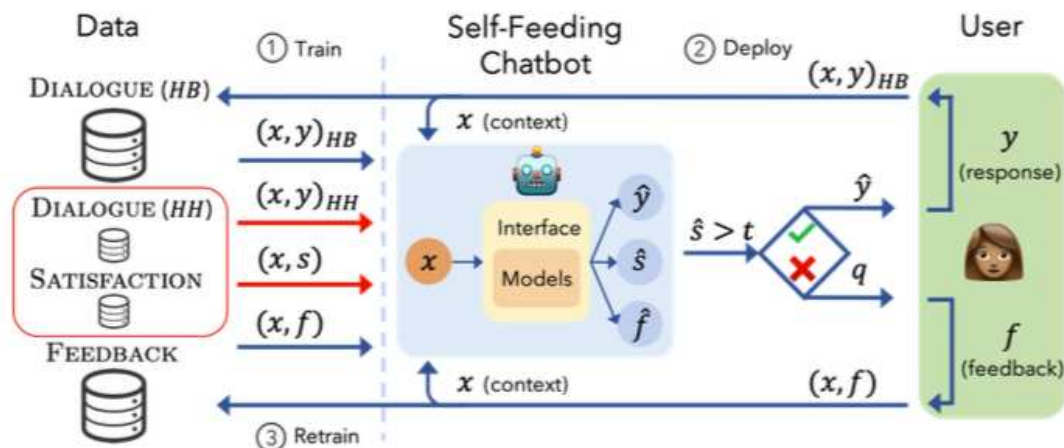 Data
① Train
Self-Feeding
Chatbot
② Deploy
User
DIALOGUE (HB)
(x, y)HB
(x, y)HB
x (context)
y
(response)
DIALOGUE (HH)
(x, y)HH
Interface
Models
x
ŷ
ŝ
f̂
ŝ > t
ŷ
q
SATISFACTION
(x, s)
FEEDBACK
(x, f)
f
(feedback)
x (context)
(x, f)
③ Retrain